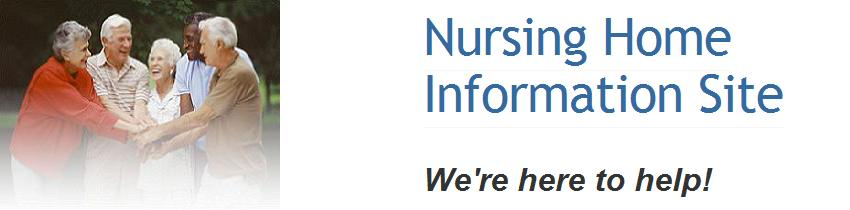 Nursing Home
Information Site
We're here to help!